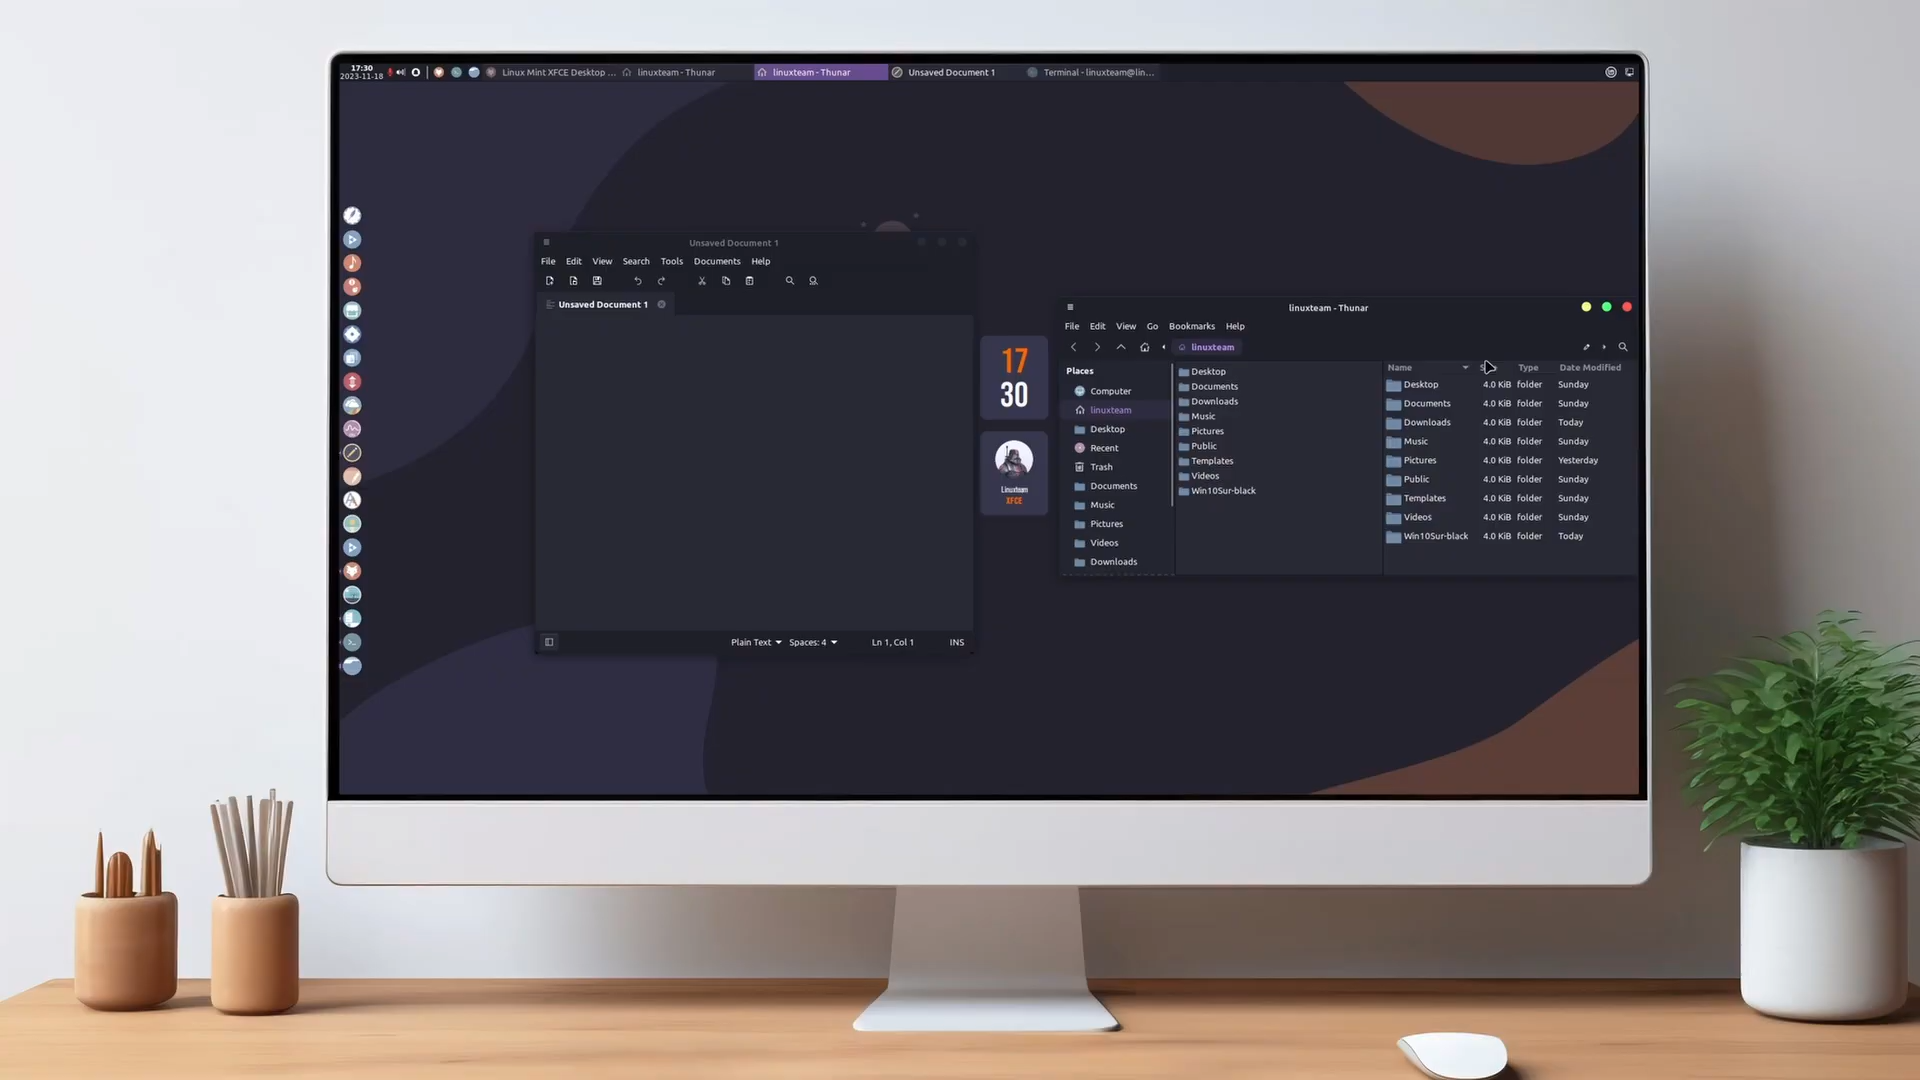 17:30
2023-11-18
Linux Mint XFCE Desktop ...
linuxteam - Thunar
linuxteam - Thunar
Unsaved Document 1
Terminal - linuxteam@lin...
Unsaved Document 1
File Edit View Search Tools Documents Help
Unsaved Document 1
Plain Text Spaces: 4 Ln 1, Col 1 INS
17
30
Linuxteam
XFCE
linuxteam - Thunar
File Edit View Go Bookmarks Help
linuxteam
Places
Computer
linuxteam
Desktop
Recent
Trash
Documents
Music
Pictures
Videos
Downloads
Desktop
Documents
Downloads
Music
Pictures
Public
Templates
Videos
Win10Sur-black
Name Type Date Modified
Desktop 4.0 KiB folder Sunday
Documents 4.0 KiB folder Sunday
Downloads 4.0 KiB folder Today
Music 4.0 KiB folder Sunday
Pictures 4.0 KiB folder Yesterday
Public 4.0 KiB folder Sunday
Templates 4.0 KiB folder Sunday
Videos 4.0 KiB folder Sunday
Win10Sur-black 4.0 KiB folder Today